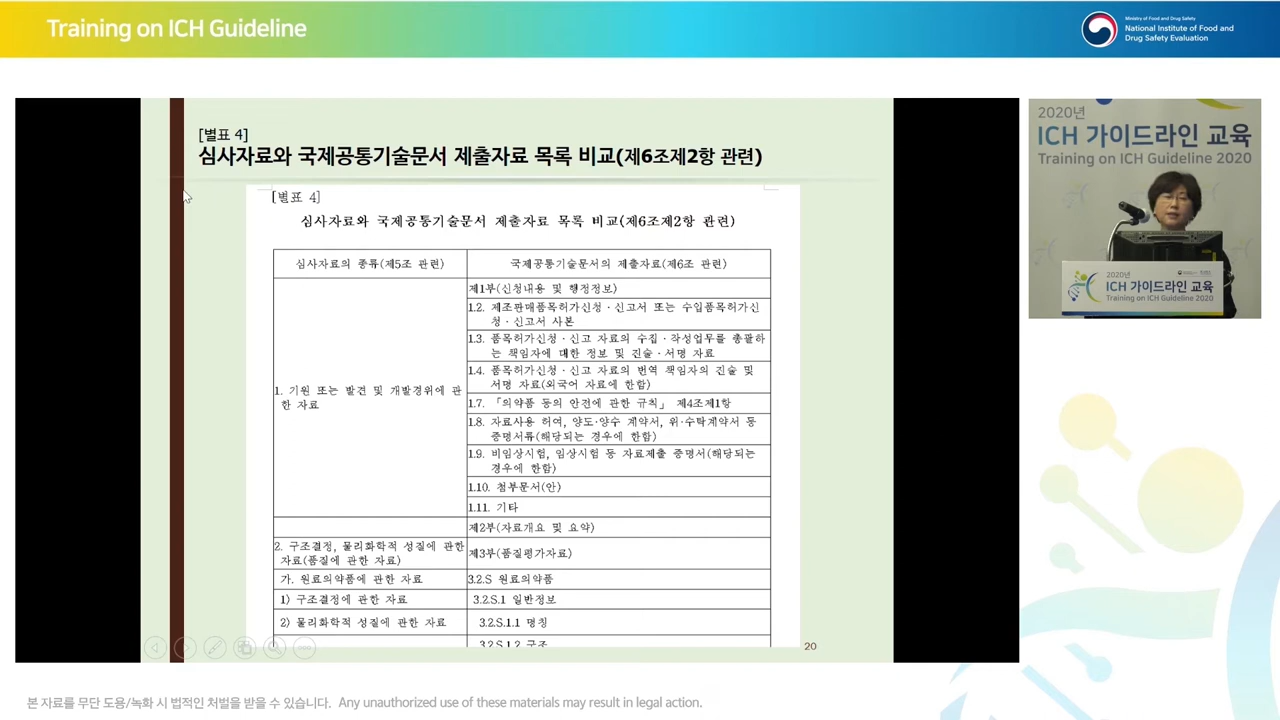 Training on ICH Guideline
Ministry of Food and Drug Safety
National Institute of Food and
Drug Safety Evaluation
[별표 4]
심사자료와 국제공통기술문서 제출자료 목록 비교(제6조제2항 관련)
[별표 4]
심사자료와 국제공통기술문서 제출자료 목록 비교(제6조제2항 관련)
심사자료의 종류(제5조 관련)
국제공통기술문서의 제출자료(제6조 관련)
1. 기원 또는 발견 및 개발경위에 관
한 자료
제1부(신청내용 및 행정정보)
1.2. 제조판매품목허가신청·신고서 또는 수입품목허가신
청·신고서 사본
1.3. 품목허가신청·신고 자료의 수집·작성업무를 총괄하
는 책임자에 대한 정보 및 진술·서명 자료
1.4. 품목허가신청·신고 자료의 번역 책임자의 진술 및
서명 자료(외국어 자료에 한함)
1.7. 「의약품 등의 안전에 관한 규칙」 제4조제1항
1.8. 자료사용 허여, 양도·양수 계약서, 위·수탁계약서 등
증명서류(해당되는 경우에 한함)
1.9. 비임상시험, 임상시험 등 자료제출 증명서(해당되는
경우에 한함)
1.10. 첨부문서(안)
1.11. 기타
제2부(자료개요 및 요약)
2. 구조결정, 물리화학적 성질에 관한
자료(품질에 관한 자료)
제3부(품질평가자료)
가. 원료의약품에 관한 자료
3.2.S 원료의약품
1) 구조결정에 관한 자료
3.2.S.1 일반정보
2) 물리화학적 성질에 관한 자료
3.2.S.1.1 명칭
3.2.S.1.2 구조
20
2020년
ICH 가이드라인 교육
Training on ICH Guideline 2020
2020년
ICH 가이드라인 교육
Training on ICH Guideline 2020
본 자료를 무단 도용/녹화 시 법적인 처벌을 받을 수 있습니다. Any unauthorized use of these materials may result in legal action.